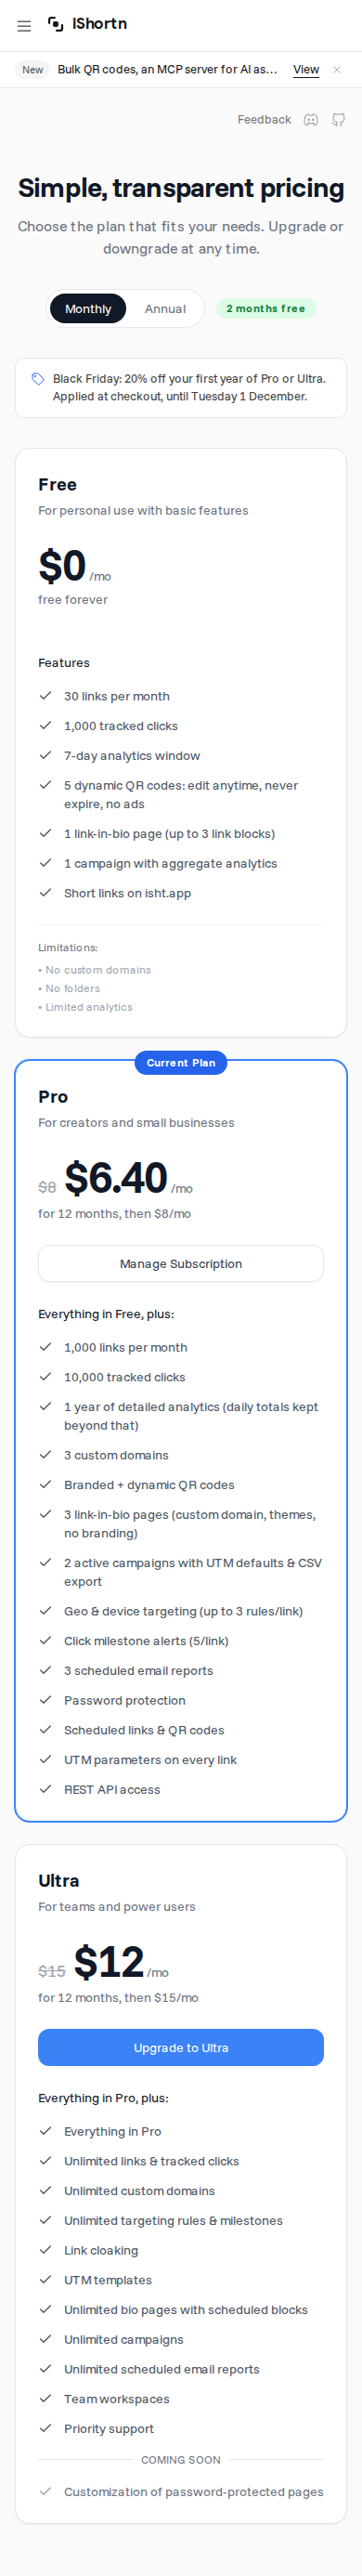 IShortn
New Bulk QR codes, an MCP server for AI as... View
Feedback
Simple, transparent pricing
Choose the plan that fits your needs. Upgrade or
downgrade at any time.
Monthly Annual 2 months free
Black Friday: 20% off your first year of Pro or Ultra.
Applied at checkout, until Tuesday 1 December.
Free
For personal use with basic features
$0 /mo
free forever
Features
30 links per month
1,000 tracked clicks
7-day analytics window
5 dynamic QR codes: edit anytime, never
expire, no ads
1 link-in-bio page (up to 3 link blocks)
1 campaign with aggregate analytics
Short links on isht.app
Limitations:
• No custom domains
• No folders
• Limited analytics
Current Plan
Pro
For creators and small businesses
$8 $6.40 /mo
for 12 months, then $8/mo
Manage Subscription
Everything in Free, plus:
1,000 links per month
10,000 tracked clicks
1 year of detailed analytics (daily totals kept
beyond that)
3 custom domains
Branded + dynamic QR codes
3 link-in-bio pages (custom domain, themes,
no branding)
2 active campaigns with UTM defaults & CSV
export
Geo & device targeting (up to 3 rules/link)
Click milestone alerts (5/link)
3 scheduled email reports
Password protection
Scheduled links & QR codes
UTM parameters on every link
REST API access
Ultra
For teams and power users
$15 $12 /mo
for 12 months, then $15/mo
Upgrade to Ultra
Everything in Pro, plus:
Everything in Pro
Unlimited links & tracked clicks
Unlimited custom domains
Unlimited targeting rules & milestones
Link cloaking
UTM templates
Unlimited bio pages with scheduled blocks
Unlimited campaigns
Unlimited scheduled email reports
Team workspaces
Priority support
COMING SOON
Customization of password-protected pages